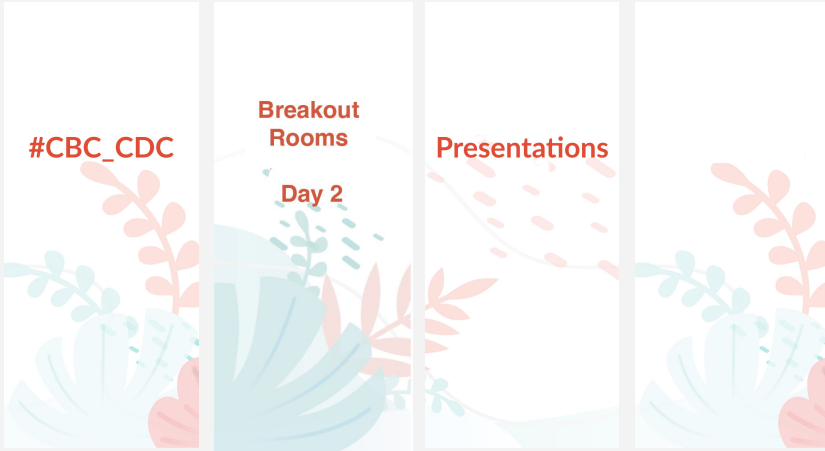 #CBC_CDC
Breakout
Rooms
Day 2
Presentations